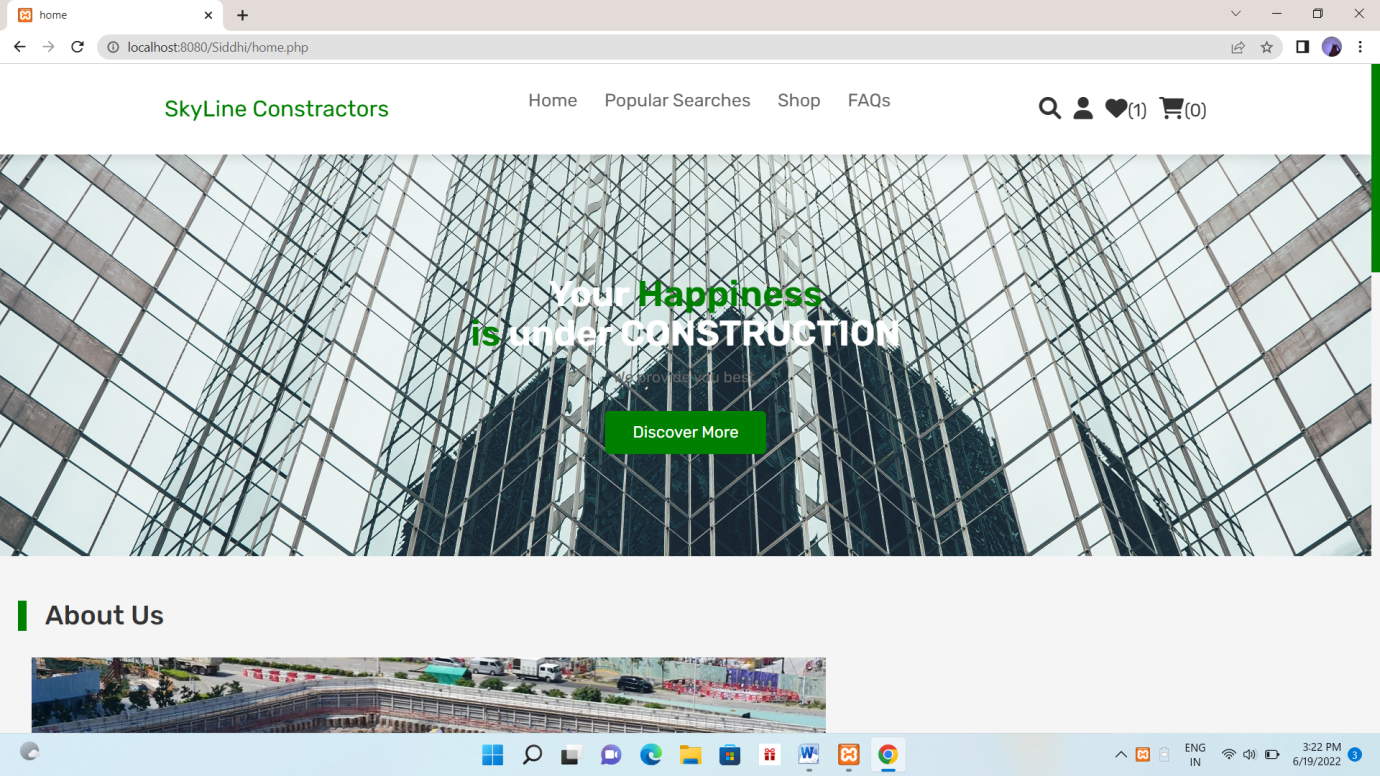 home
localhost:8080/Siddhi/home.php
SkyLine Constractors
Home Popular Searches Shop FAQs
(1) (0)
Your Happiness
is under CONSTRUCTION
We provide you best
Discover More
About Us
ENG
IN
3:22 PM
6/19/2022
3